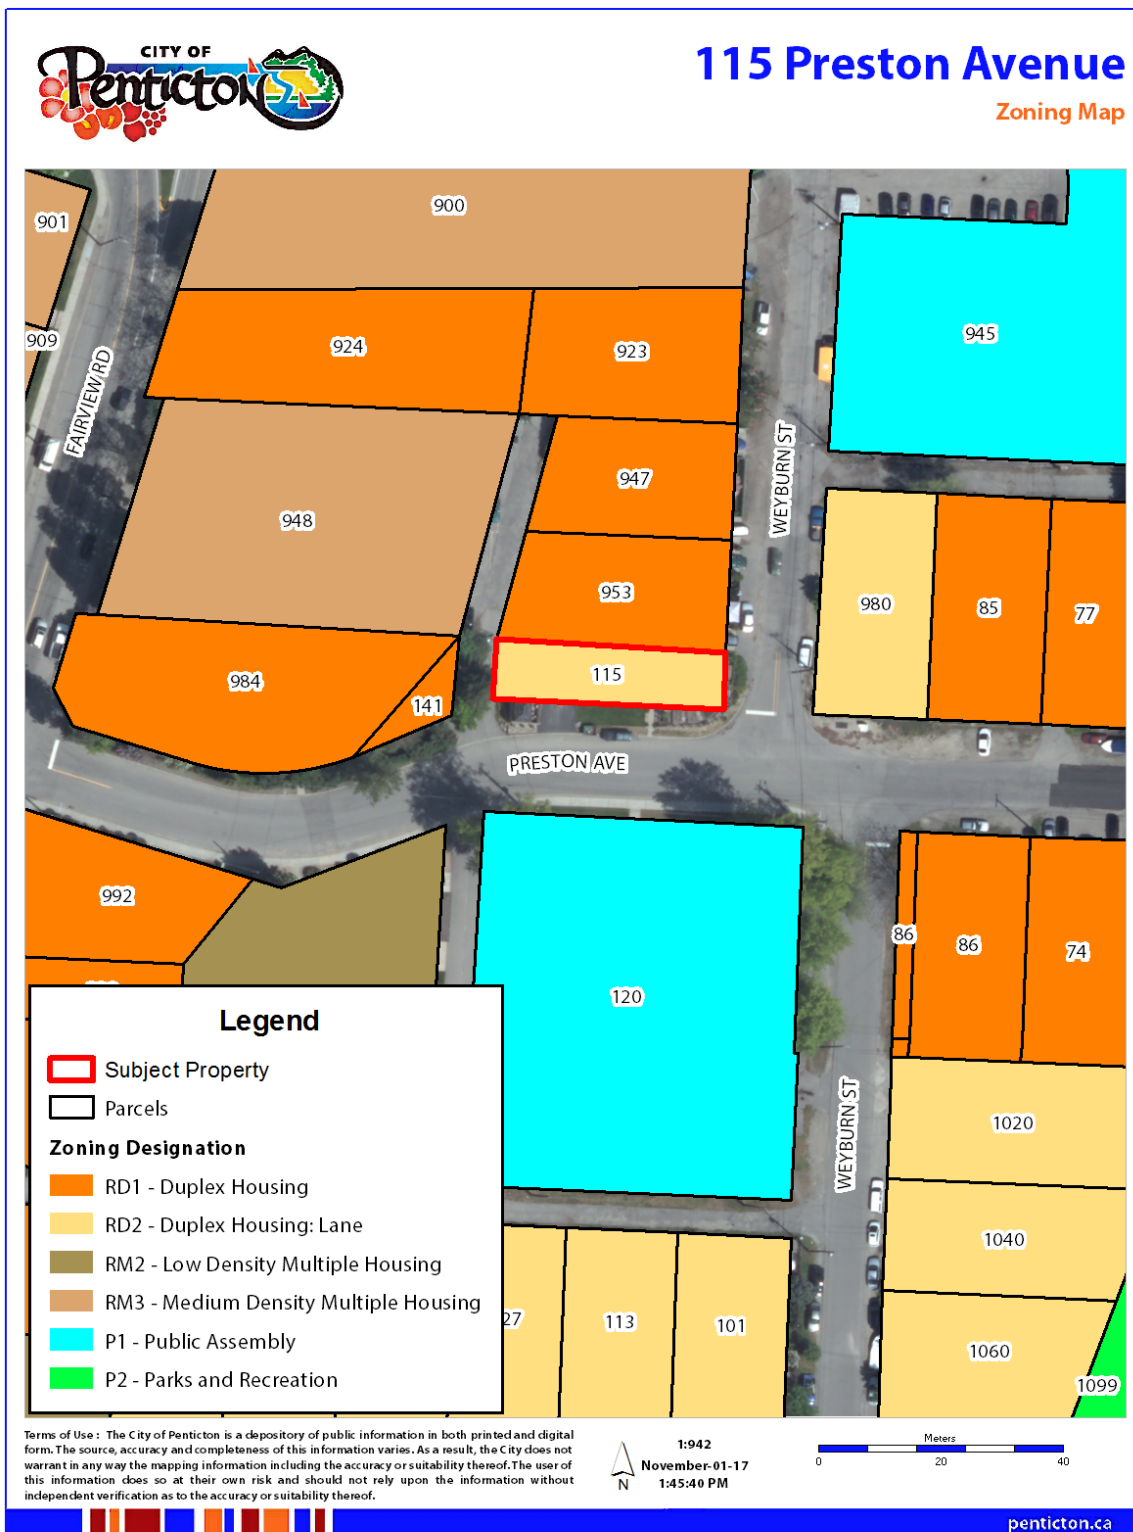 CITY OF
Penticton
115 Preston Avenue
Zoning Map
901
900
909
924
923
945
FAIRVIEW RD
947
WEYBURN ST
948
953
980
85
77
984
141
115
PRESTON AVE
992
86
86
74
120
WEYBURN ST
1020
1040
27
113
101
1060
1099
Legend
Subject Property
Parcels
Zoning Designation
RD1 - Duplex Housing
RD2 - Duplex Housing: Lane
RM2 - Low Density Multiple Housing
RM3 - Medium Density Multiple Housing
P1 - Public Assembly
P2 - Parks and Recreation
Terms of Use : The City of Penticton is a depository of public information in both printed and digital
form. The source, accuracy and completeness of this information varies. As a result, the City does not
warrant in any way the mapping information including the accuracy or suitability thereof. The user of
this information does so at their own risk and should not rely upon the information without
independent verification as to the accuracy or suitability thereof.
N
1:942
November-01-17
1:45:40 PM
Meters
0 20 40
penticton.ca